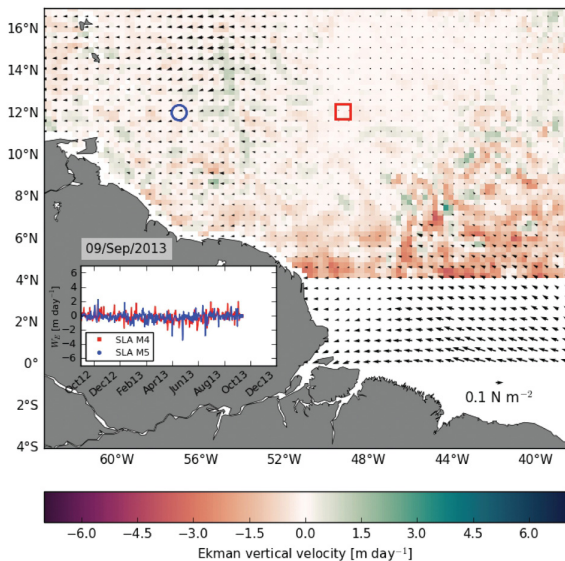 16°N
14°N
12°N
10°N
8°N
6°N
4°N
2°N
0°
2°S
4°S
09/Sep/2013
6
4
2
0
−2
−4
−6
W_E [m day⁻¹]
SLA M4
SLA M5
Oct12 Dec12 Feb13 Apr13 Jun13 Aug13 Oct13 Dec13
0.1 N m⁻²
60°W 56°W 52°W 48°W 44°W 40°W
−6.0 −4.5 −3.0 −1.5 0.0 1.5 3.0 4.5 6.0
Ekman vertical velocity [m day⁻¹]